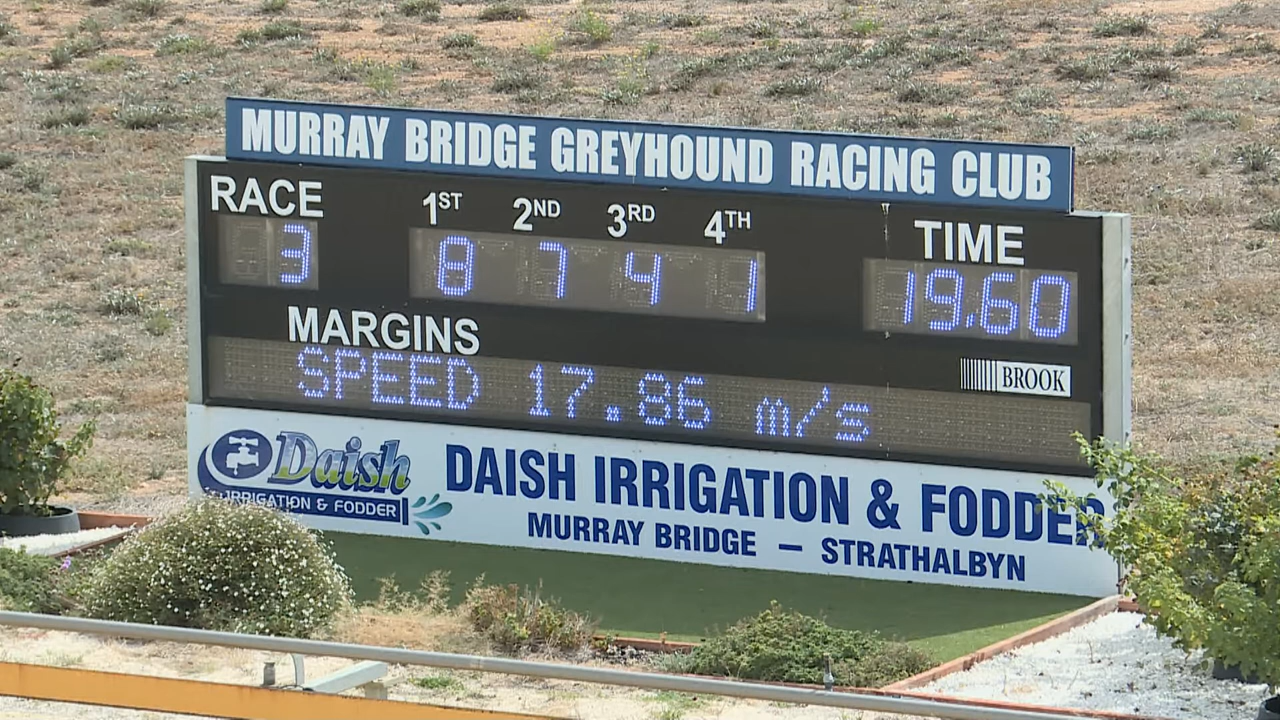 MURRAY BRIDGE GREYHOUND RACING CLUB
RACE 1ST 2ND 3RD 4TH TIME
3 8 7 4 1 19.60
MARGINS
BROOK
SPEED 17.86 m/s
Daish
IRRIGATION & FODDER
DAISH IRRIGATION & FODDER
MURRAY BRIDGE – STRATHALBYN